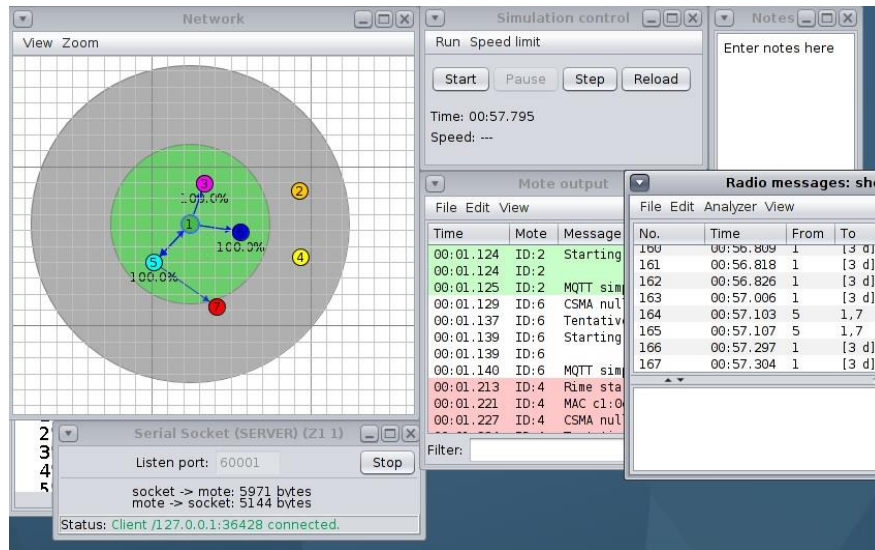 Network
View Zoom
3
100.0%
2
1
100.0%
5
100.0%
4
7
Simulation control
Run Speed limit
Start Pause Step Reload
Time: 00:57.795
Speed: ---
Notes
Enter notes here
Mote output
File Edit View
Time Mote Message
00:01.124 ID:2 Starting
00:01.124 ID:2
00:01.125 ID:2 MQTT sim
00:01.129 ID:6 CSMA nul
00:01.137 ID:6 Tentativ
00:01.139 ID:6 Starting
00:01.139 ID:6
00:01.140 ID:6 MQTT sim
00:01.213 ID:4 Rime sta
00:01.221 ID:4 MAC c1:0
00:01.227 ID:4 CSMA nul
Filter:
Radio messages: sho
File Edit Analyzer View
No. Time From To
160 00:56.809 1 [3 d]
161 00:56.818 1 [3 d]
162 00:56.826 1 [3 d]
163 00:57.006 1 [3 d]
164 00:57.103 5 1,7
165 00:57.107 5 1,7
166 00:57.297 1 [3 d]
167 00:57.304 1 [3 d]
2
3
4
5
Serial Socket (SERVER) (Z1 1)
Listen port: 60001 Stop
socket -> mote: 5971 bytes
mote -> socket: 5144 bytes
Status: Client /127.0.0.1:36428 connected.